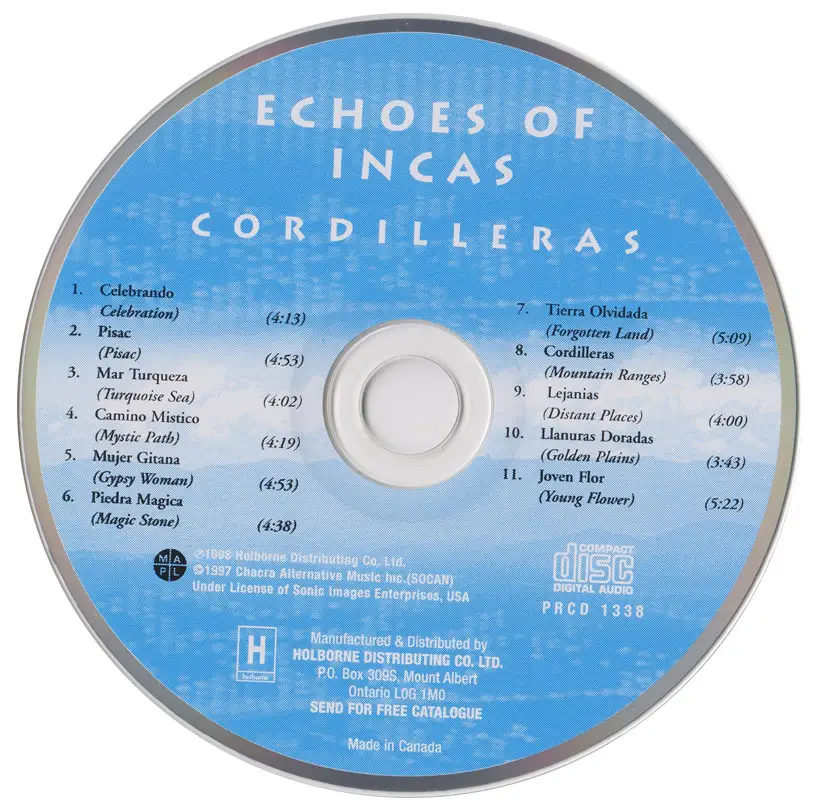 ECHOES OF
INCAS
CORDILLERAS
1. Celebrando
Celebration) (4:13)
2. Pisac
(Pisac) (4:53)
3. Mar Turqueza
(Turquoise Sea) (4:02)
4. Camino Mistico
(Mystic Path) (4:19)
5. Mujer Gitana
(Gypsy Woman) (4:53)
6. Piedra Magica
(Magic Stone) (4:38)
7. Tierra Olvidada
(Forgotten Land) (5:09)
8. Cordilleras
(Mountain Ranges) (3:58)
9. Lejanias
(Distant Places) (4:00)
10. Llanuras Doradas
(Golden Plains) (3:43)
11. Joven Flor
(Young Flower) (5:22)
MAPL
℗1998 Holborne Distributing Co. Ltd.
©1997 Chacra Alternative Music Inc.(SOCAN)
Under License of Sonic Images Enterprises, USA
COMPACT
disc
DIGITAL AUDIO
PRCD 1338
H
holborne
Manufactured & Distributed by
HOLBORNE DISTRIBUTING CO. LTD.
P.O. Box 309S, Mount Albert
Ontario L0G 1M0
SEND FOR FREE CATALOGUE
Made in Canada